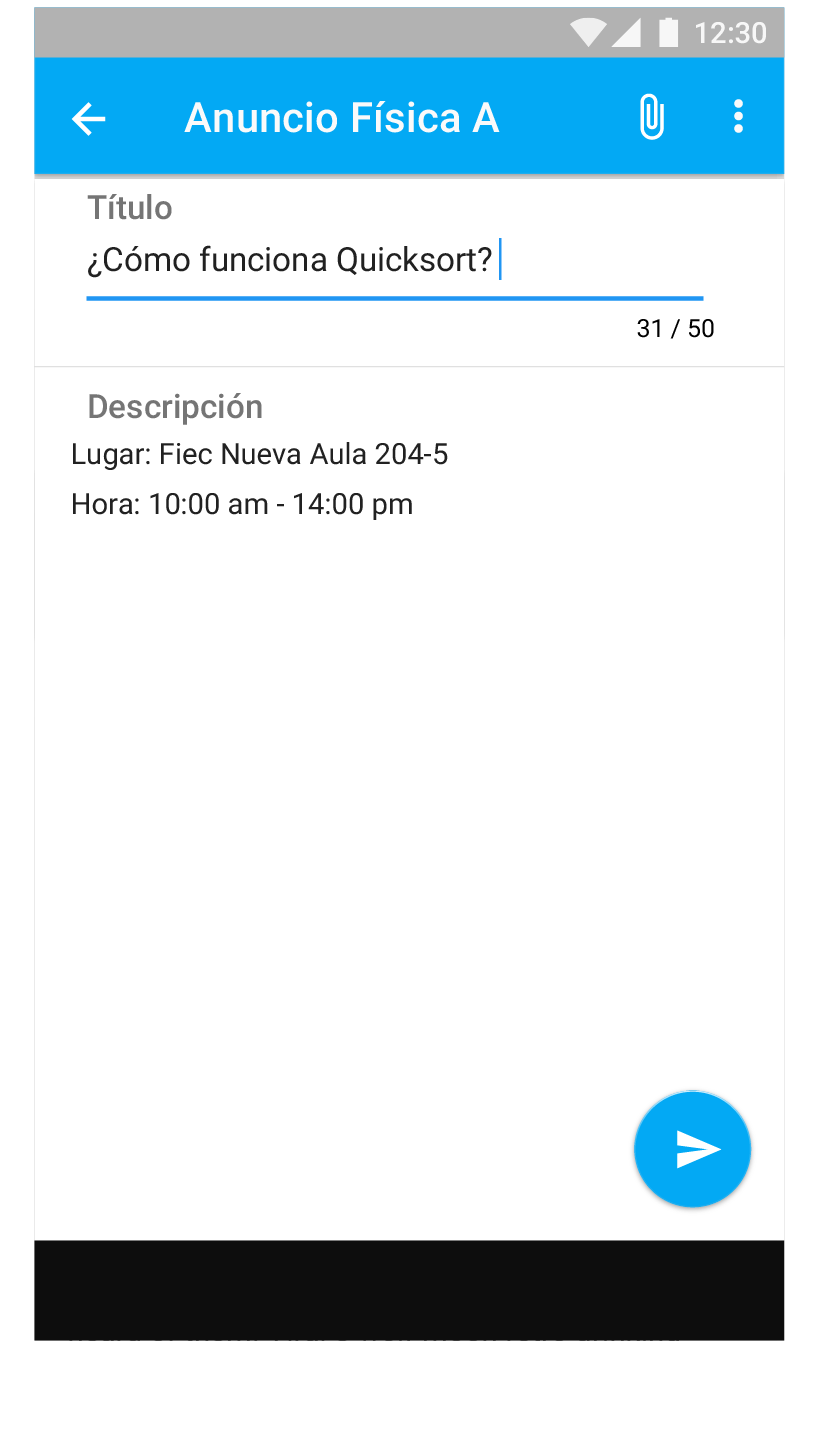 12:30
Anuncio Física A
Título
¿Cómo funciona Quicksort?
31 / 50
Descripción
Lugar: Fiec Nueva Aula 204-5
Hora: 10:00 am - 14:00 pm